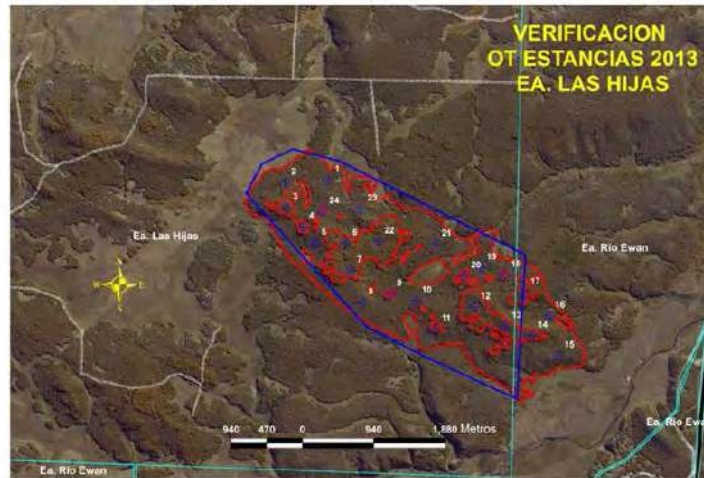 VERIFICACION
OT ESTANCIAS 2013
EA. LAS HIJAS
1
2
3
24
23
4
5
6
22
21
Ea. Las Hijas
Ea. Rio Ewan
7
19
20
18
17
8
9
10
12
16
11
13
14
15
N
W E
S
940 470 0 940 1,880 Metros
Ea. Rio Ewan
Ea. Rio